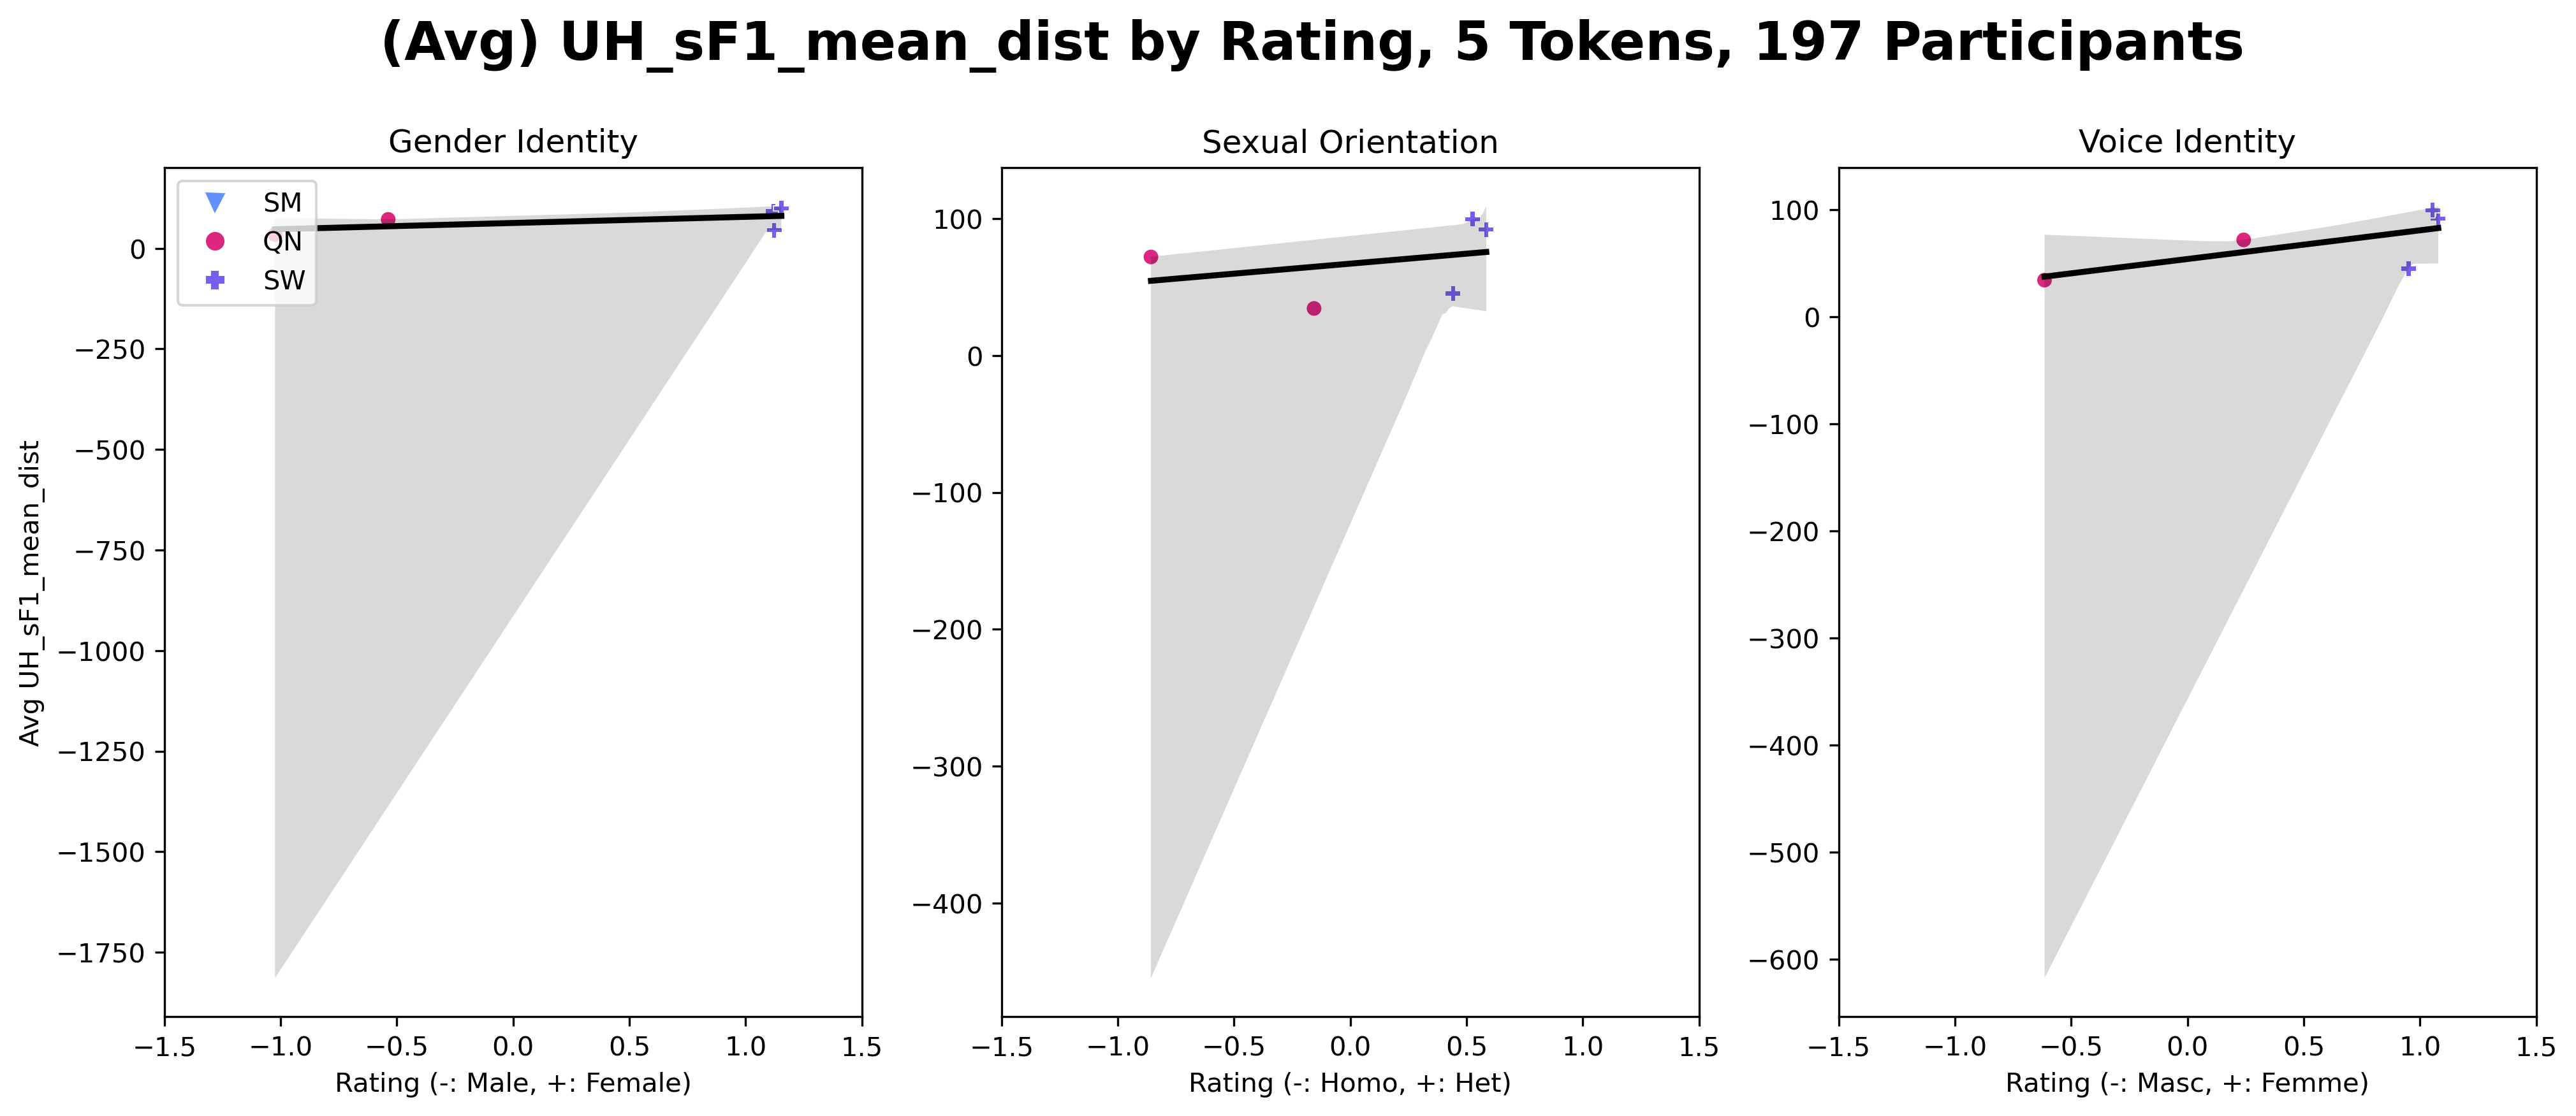 (Avg) UH_sF1_mean_dist by Rating, 5 Tokens, 197 Participants
Gender Identity
SM
QN
SW
0
−250
−500
−750
−1000
−1250
−1500
−1750
Avg UH_sF1_mean_dist
−1.5 −1.0 −0.5 0.0 0.5 1.0 1.5
Rating (-: Male, +: Female)
Sexual Orientation
100
0
−100
−200
−300
−400
−1.5 −1.0 −0.5 0.0 0.5 1.0 1.5
Rating (-: Homo, +: Het)
Voice Identity
100
0
−100
−200
−300
−400
−500
−600
−1.5 −1.0 −0.5 0.0 0.5 1.0 1.5
Rating (-: Masc, +: Femme)